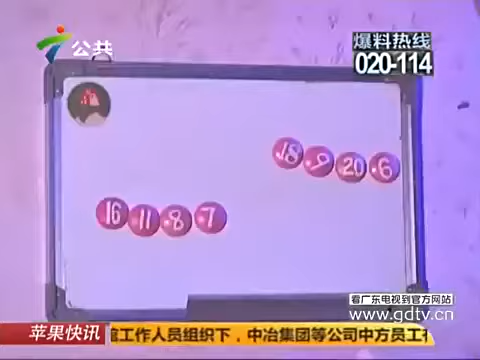 公共
爆料热线
020-114
18 9 20 6
16 11 8 7
看广东电视到官方网站
www.gdtv.cn
苹果快讯
馆工作人员组织下，中冶集团等公司中方员工